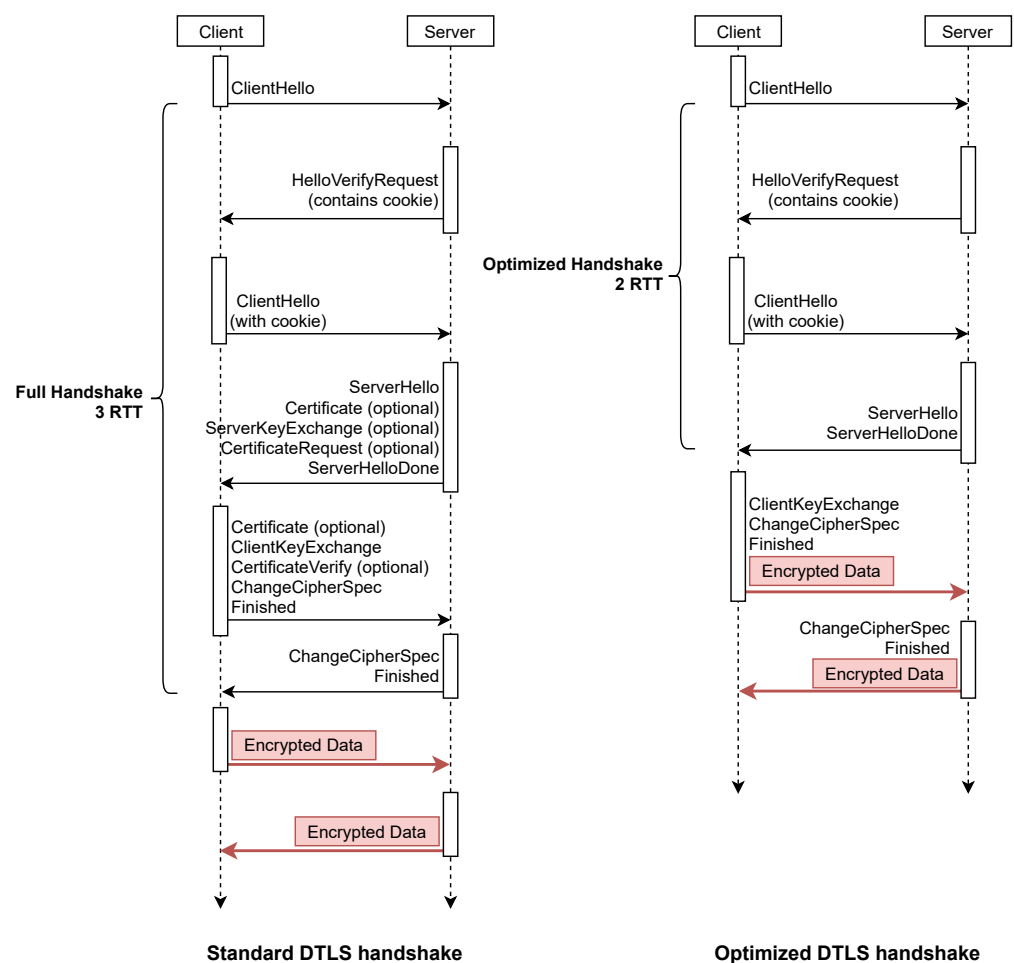 Client
Server
ClientHello
HelloVerifyRequest
(contains cookie)
ClientHello
(with cookie)
Full Handshake
3 RTT
ServerHello
Certificate (optional)
ServerKeyExchange (optional)
CertificateRequest (optional)
ServerHelloDone
Certificate (optional)
ClientKeyExchange
CertificateVerify (optional)
ChangeCipherSpec
Finished
ChangeCipherSpec
Finished
Encrypted Data
Encrypted Data
Standard DTLS handshake
Client
Server
ClientHello
HelloVerifyRequest
(contains cookie)
Optimized Handshake
2 RTT
ClientHello
(with cookie)
ServerHello
ServerHelloDone
ClientKeyExchange
ChangeCipherSpec
Finished
Encrypted Data
ChangeCipherSpec
Finished
Encrypted Data
Optimized DTLS handshake